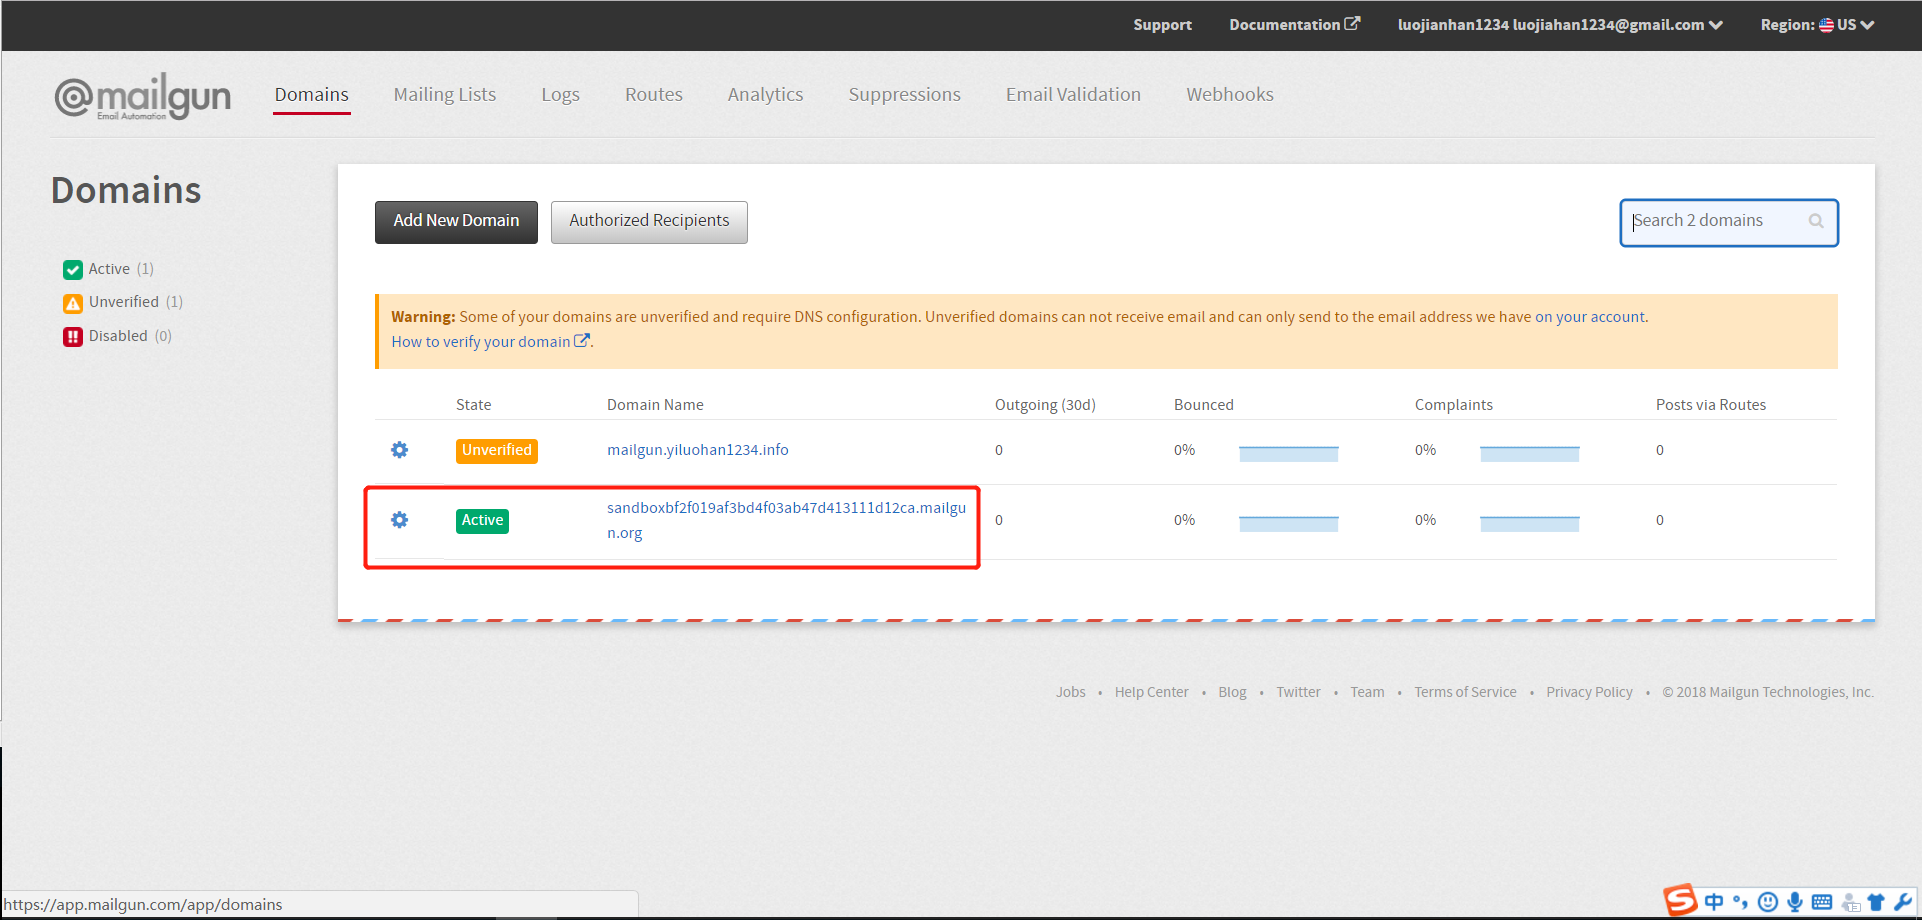 Support Documentation luojianhan1234 luojiahan1234@gmail.com Region: US
@mailgun
Email Automation
Domains Mailing Lists Logs Routes Analytics Suppressions Email Validation Webhooks
Domains
Active (1)
Unverified (1)
Disabled (0)
Add New Domain Authorized Recipients Search 2 domains
Warning: Some of your domains are unverified and require DNS configuration. Unverified domains can not receive email and can only send to the email address we have on your account.
How to verify your domain.
State Domain Name Outgoing (30d) Bounced Complaints Posts via Routes
Unverified mailgun.yiluohan1234.info 0 0% 0% 0
Active sandboxbf2f019af3bd4f03ab47d413111d12ca.mailgu
n.org 0 0% 0% 0
Jobs • Help Center • Blog • Twitter • Team • Terms of Service • Privacy Policy • © 2018 Mailgun Technologies, Inc.
https://app.mailgun.com/app/domains
S 中